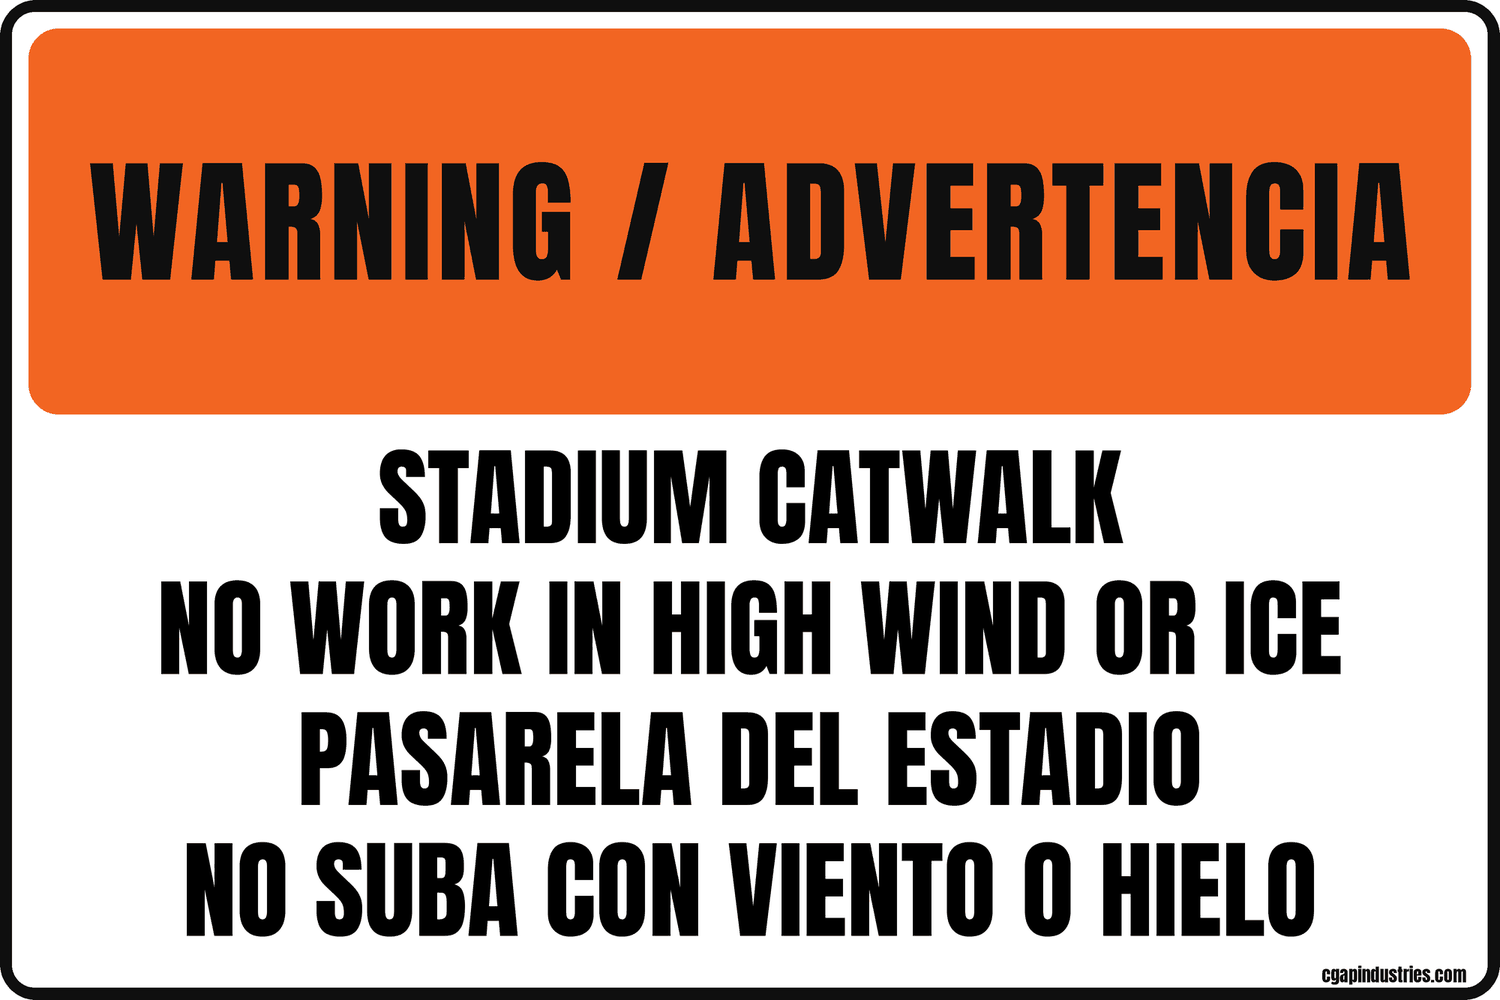 WARNING / ADVERTENCIA
STADIUM CATWALK
NO WORK IN HIGH WIND OR ICE
PASARELA DEL ESTADIO
NO SUBA CON VIENTO O HIELO
cgapindustries.com